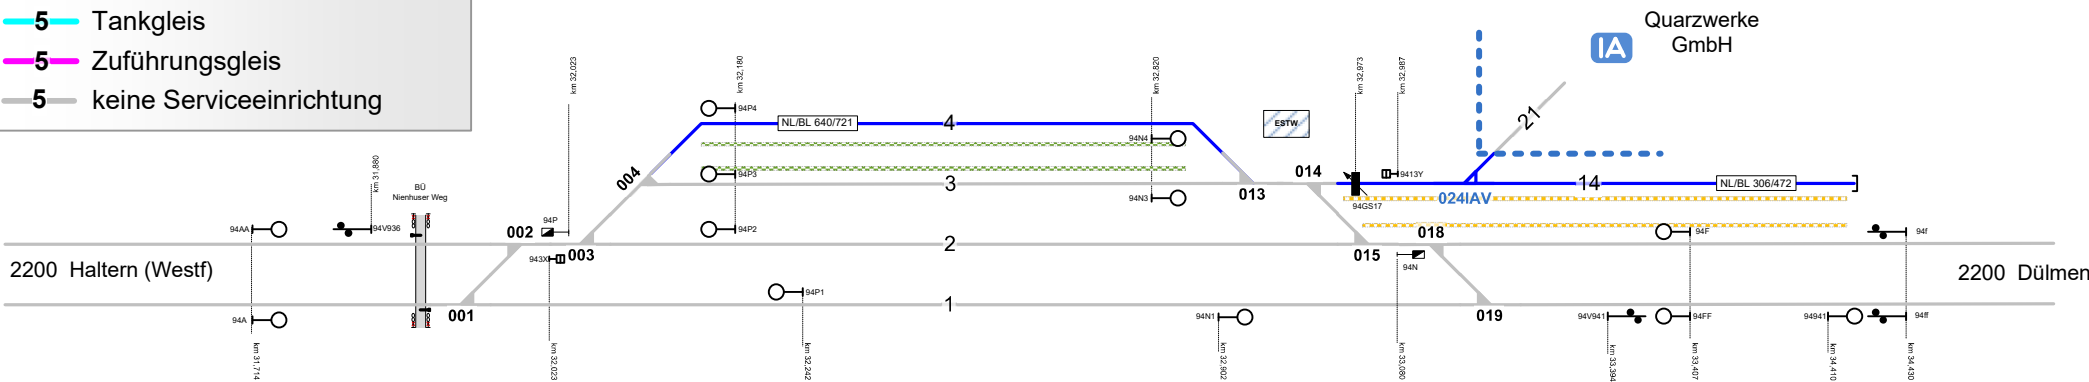 5 Tankgleis
5 Zuführungsgleis
5 keine Serviceeinrichtung
Quarzwerke
GmbH
IA
km 32,023
km 32,180
km 32,820
km 32,973
km 32,987
94P4
NL/BL 640/721
4
94N4
ESTW
21
km 31,880
BÜ
Nienhuser Weg
004
94P3
3
014
9413Y
14
NL/BL 306/472
013
94N3
94GS17
024IAV
94AA
94V936
002
94P
94P2
018
94F
94f
2
2200 Haltern (Westf)
943X
003
015
94N
2200 Dülmen
94A
001
94P1
1
94N1
019
94V941
94FF
94941
94ff
km 31,714
km 32,023
km 32,242
km 32,902
km 33,080
km 33,394
km 33,407
km 34,410
km 34,430